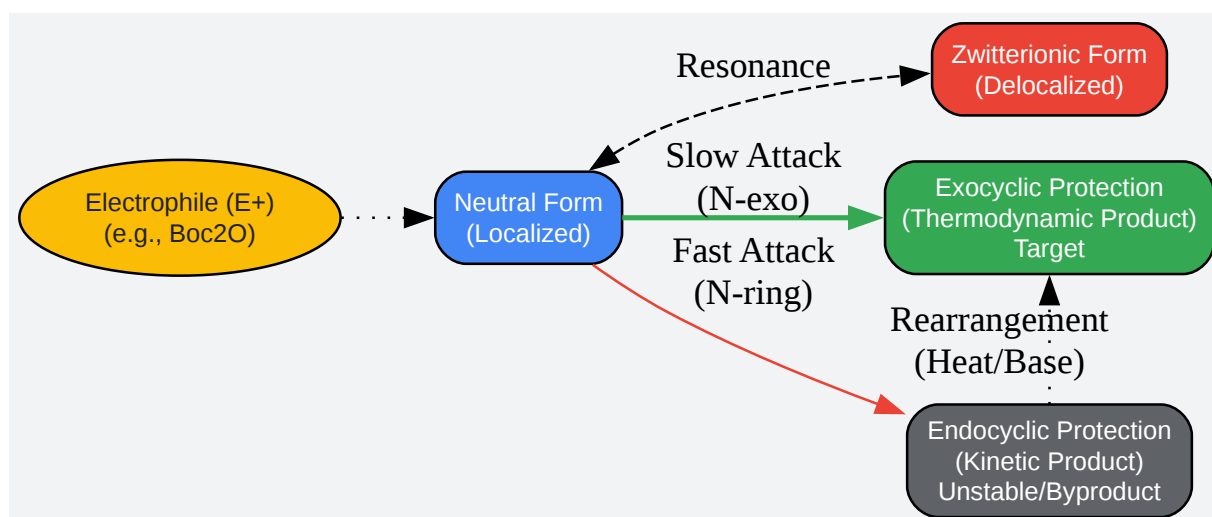 Resonance
Zwitterionic Form
(Delocalized)
Electrophile (E+)
(e.g., Boc2O)
Neutral Form
(Localized)
Slow Attack
(N-exo)
Exocyclic Protection
(Thermodynamic Product)
Target
Fast Attack
(N-ring)
Rearrangement
(Heat/Base)
Endocyclic Protection
(Kinetic Product)
Unstable/Byproduct